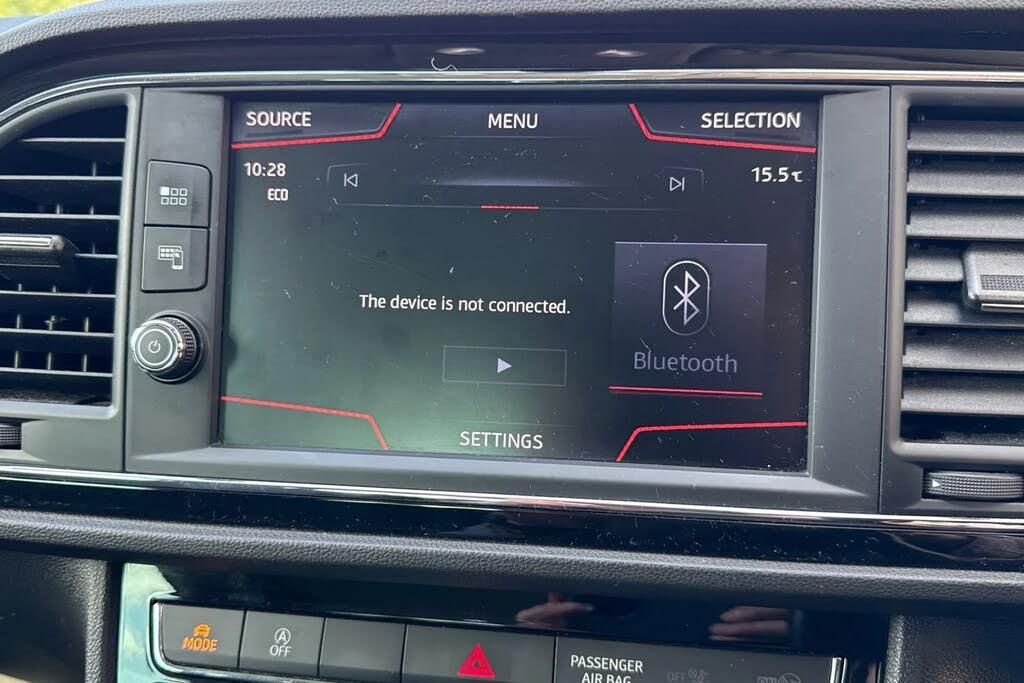 SOURCE
MENU
SELECTION
10:28
15.5℃
ECO
The device is not connected.
Bluetooth
SETTINGS
MODE
A
OFF
PASSENGER
AIR BAG
OFF